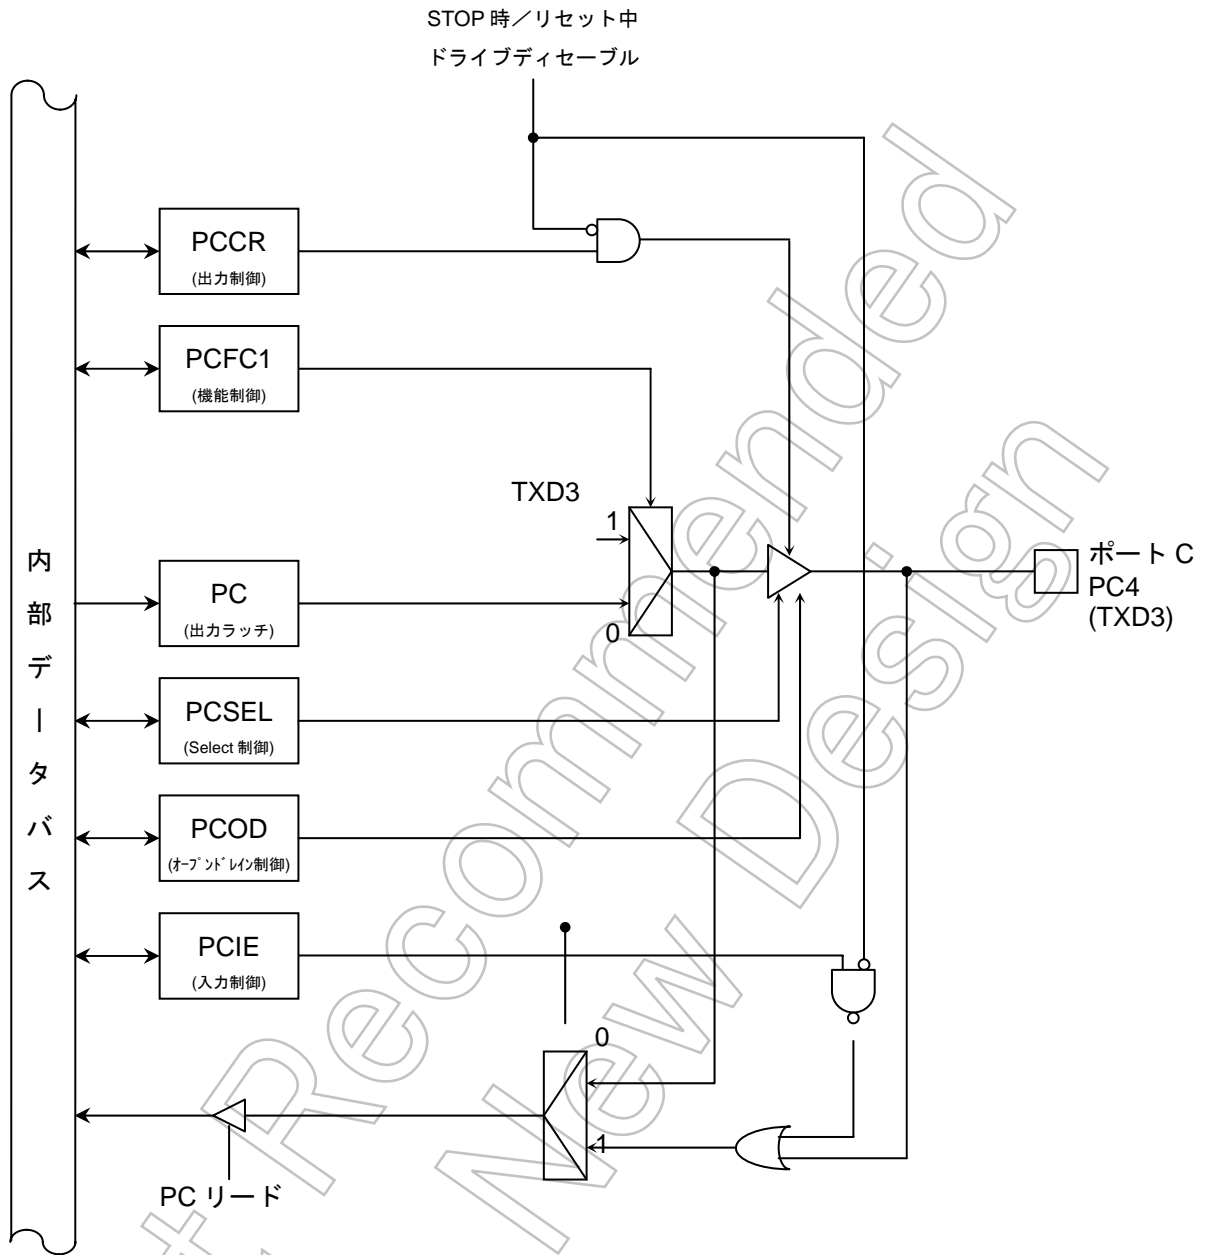 STOP 時／リセット中
ドライブディセーブル
PCCR
(出力制御)
PCFC1
(機能制御)
TXD3
1
内部データバス
PC
(出力ラッチ)
0
ポート C
PC4
(TXD3)
PCSEL
(Select 制御)
PCOD
(ｵｰﾌﾟﾝﾄﾞﾚｲﾝ制御)
PCIE
(入力制御)
0
1
PC リード
t Recommended
New Design